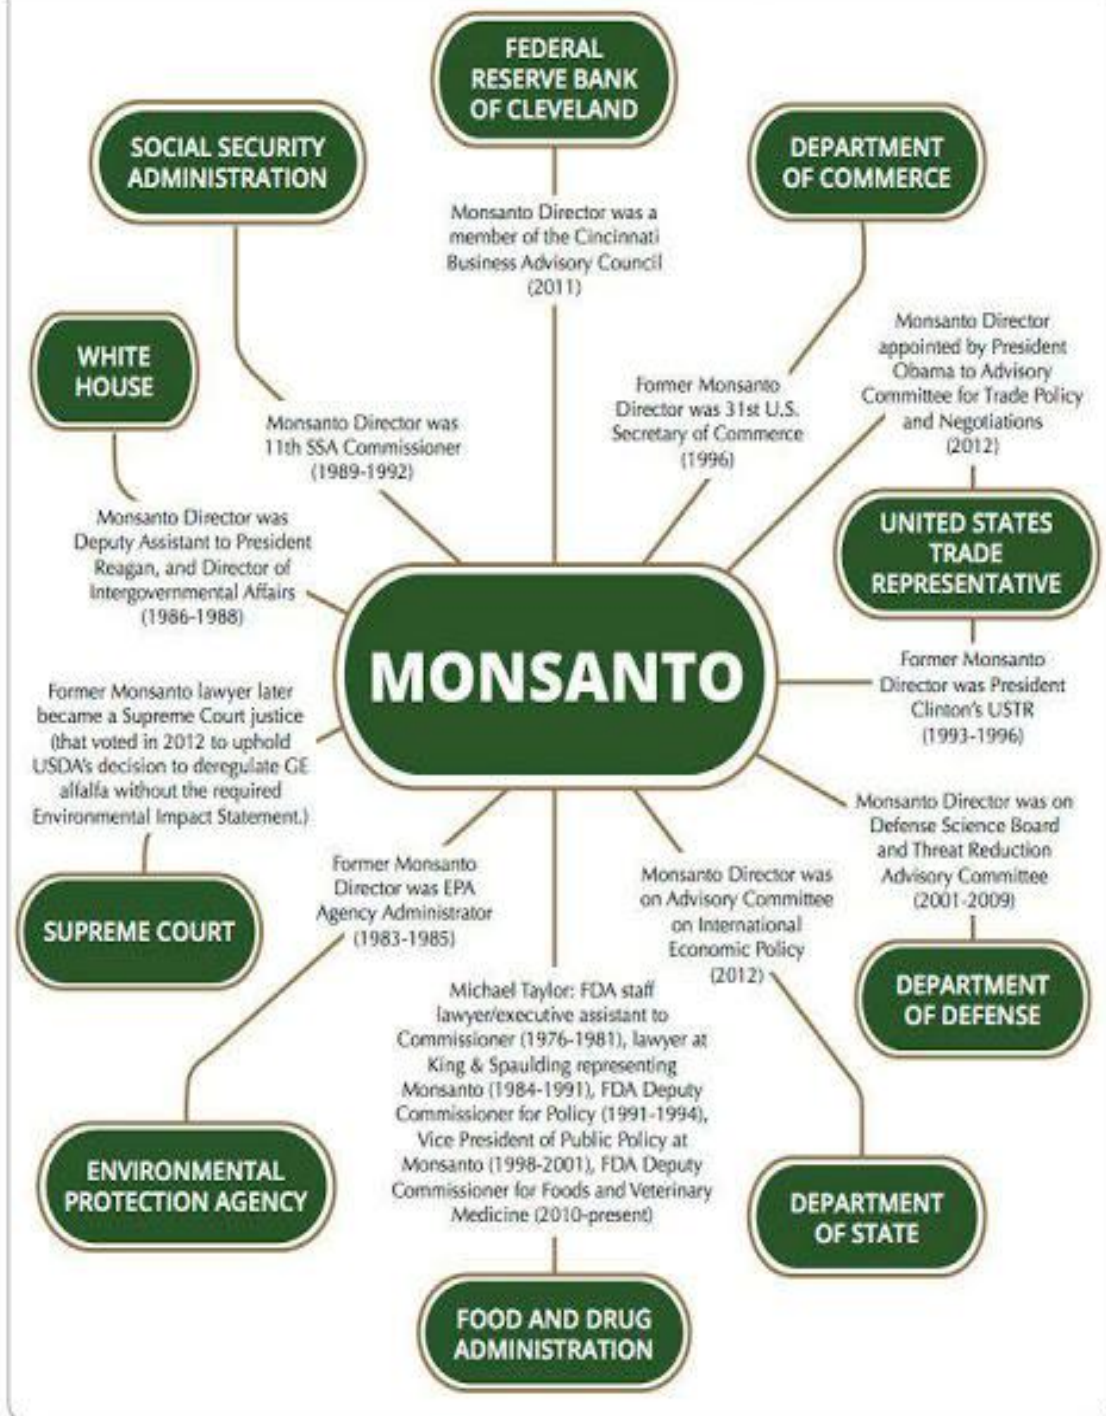 FEDERAL
RESERVE BANK
OF CLEVELAND
SOCIAL SECURITY
ADMINISTRATION
DEPARTMENT
OF COMMERCE
Monsanto Director was a
member of the Cincinnati
Business Advisory Council
(2011)
WHITE
HOUSE
Monsanto Director
appointed by President
Obama to Advisory
Committee for Trade Policy
and Negotiations
(2012)
Former Monsanto
Director was 31st U.S.
Secretary of Commerce
(1996)
Monsanto Director was
11th SSA Commissioner
(1989-1992)
Monsanto Director was
Deputy Assistant to President
Reagan, and Director of
Intergovernmental Affairs
(1986-1988)
UNITED STATES
TRADE
REPRESENTATIVE
MONSANTO
Former Monsanto
Director was President
Clinton's USTR
(1993-1996)
Former Monsanto lawyer later
became a Supreme Court justice
(that voted in 2012 to uphold
USDA's decision to deregulate GE
alfalfa without the required
Environmental Impact Statement.)
Monsanto Director was on
Defense Science Board
and Threat Reduction
Advisory Committee
(2001-2009)
SUPREME COURT
Former Monsanto
Director was EPA
Agency Administrator
(1983-1985)
Monsanto Director was
on Advisory Committee
on International
Economic Policy
(2012)
DEPARTMENT
OF DEFENSE
Michael Taylor: FDA staff
lawyer/executive assistant to
Commissioner (1976-1981), lawyer at
King & Spaulding representing
Monsanto (1984-1991), FDA Deputy
Commissioner for Policy (1991-1994),
Vice President of Public Policy at
Monsanto (1998-2001), FDA Deputy
Commissioner for Foods and Veterinary
Medicine (2010-present)
ENVIRONMENTAL
PROTECTION AGENCY
DEPARTMENT
OF STATE
FOOD AND DRUG
ADMINISTRATION